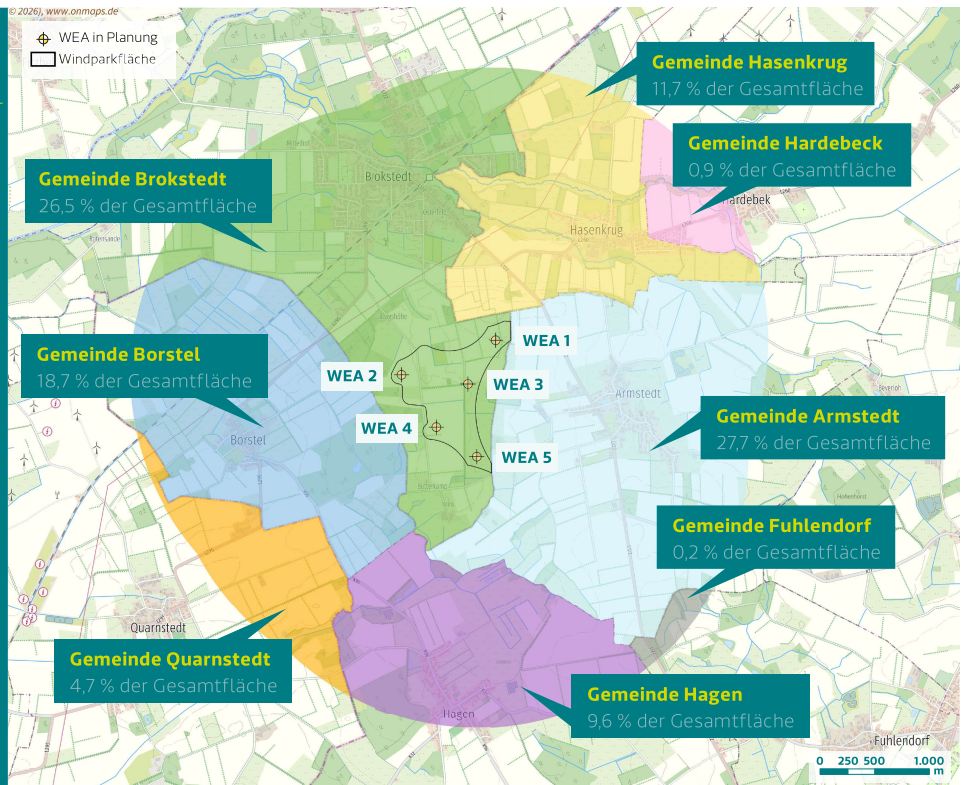 © 2026), www.onmaps.de
WEA in Planung
Windparkfläche
Gemeinde Hasenkrug
11,7 % der Gesamtfläche
Gemeinde Hardebeck
0,9 % der Gesamtfläche
Hardebek
Gemeinde Brokstedt
26,5 % der Gesamtfläche
Brokstedt
Hasenkrug
Gemeinde Borstel
18,7 % der Gesamtfläche
WEA 1
WEA 2
WEA 3
WEA 4
WEA 5
Armstedt
Borstel
Gemeinde Armstedt
27,7 % der Gesamtfläche
Gemeinde Fuhlendorf
0,2 % der Gesamtfläche
Quarnstedt
Gemeinde Quarnstedt
4,7 % der Gesamtfläche
Gemeinde Hagen
9,6 % der Gesamtfläche
Hagen
Fuhlendorf
0 250 500 1.000
m